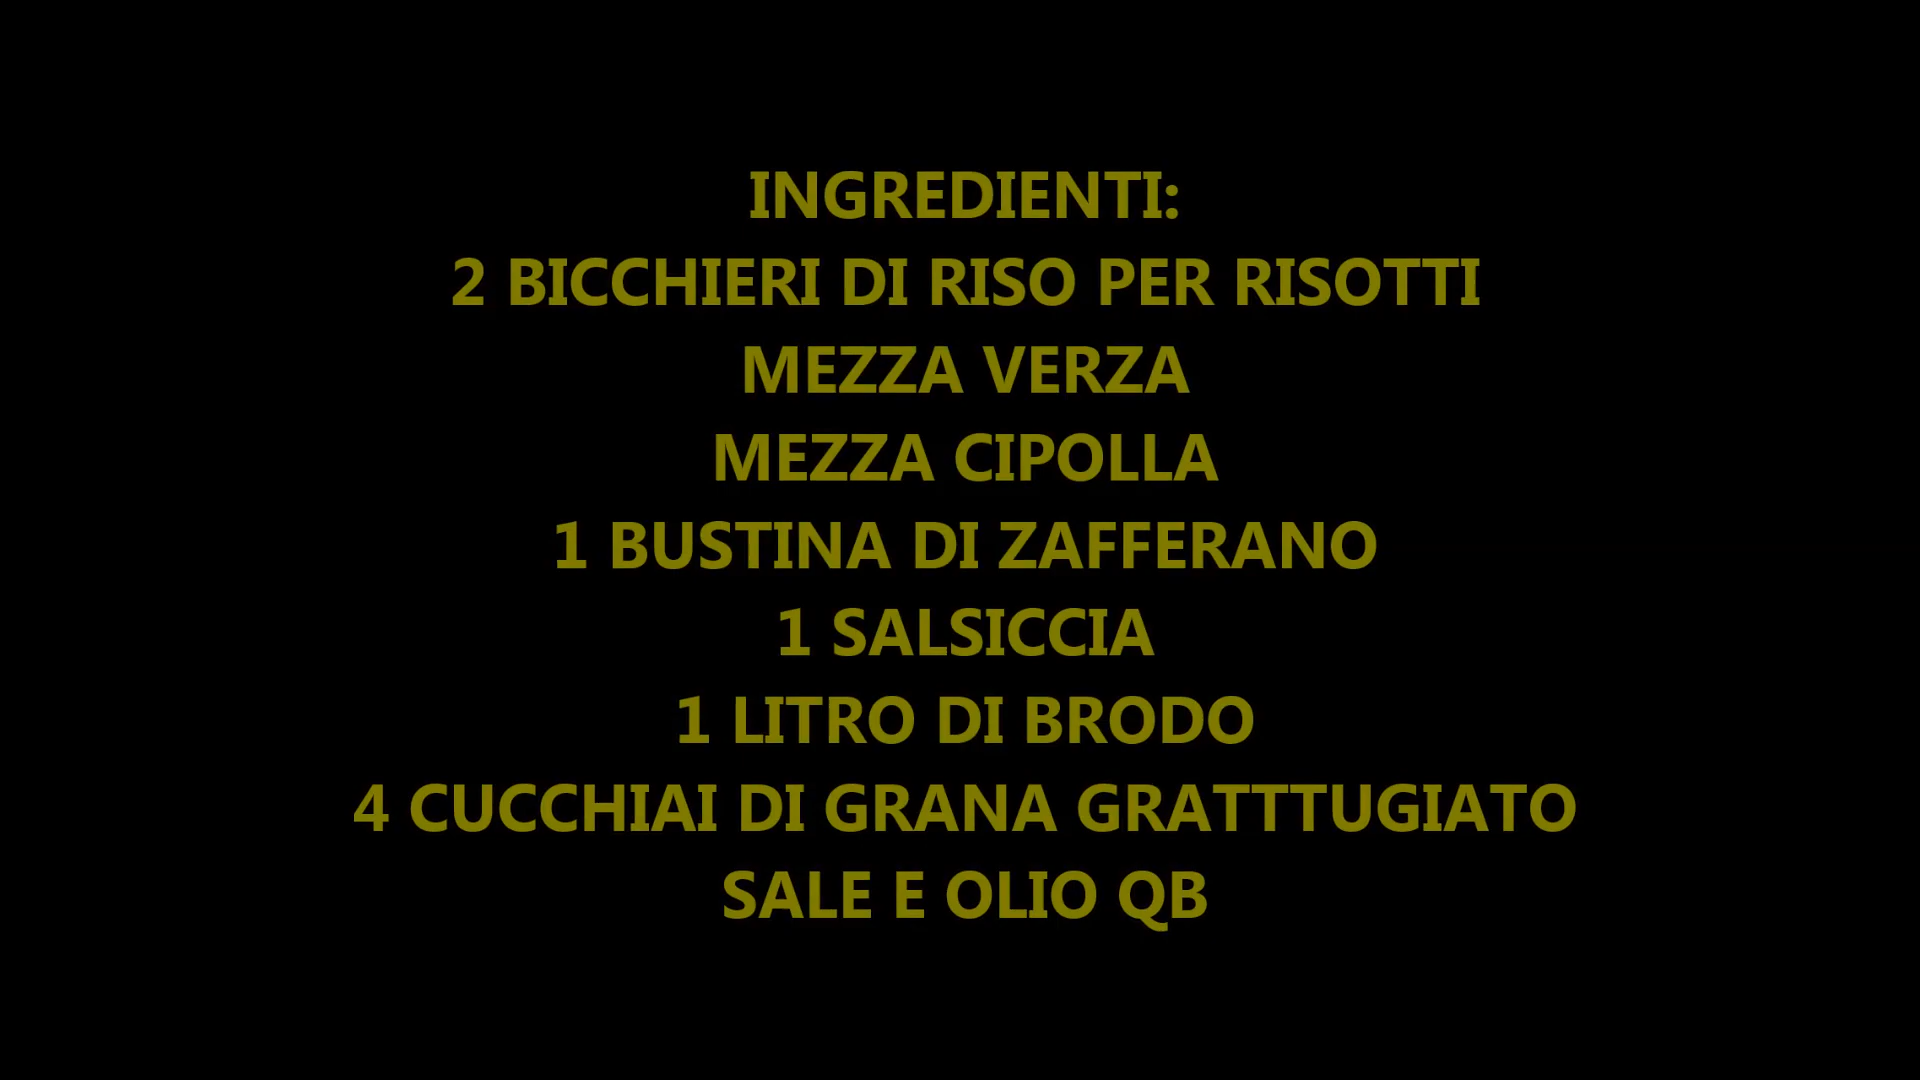 INGREDIENTI:
2 BICCHIERI DI RISO PER RISOTTI
MEZZA VERZA
MEZZA CIPOLLA
1 BUSTINA DI ZAFFERANO
1 SALSICCIA
1 LITRO DI BRODO
4 CUCCHIAI DI GRANA GRATTTUGIATO
SALE E OLIO QB